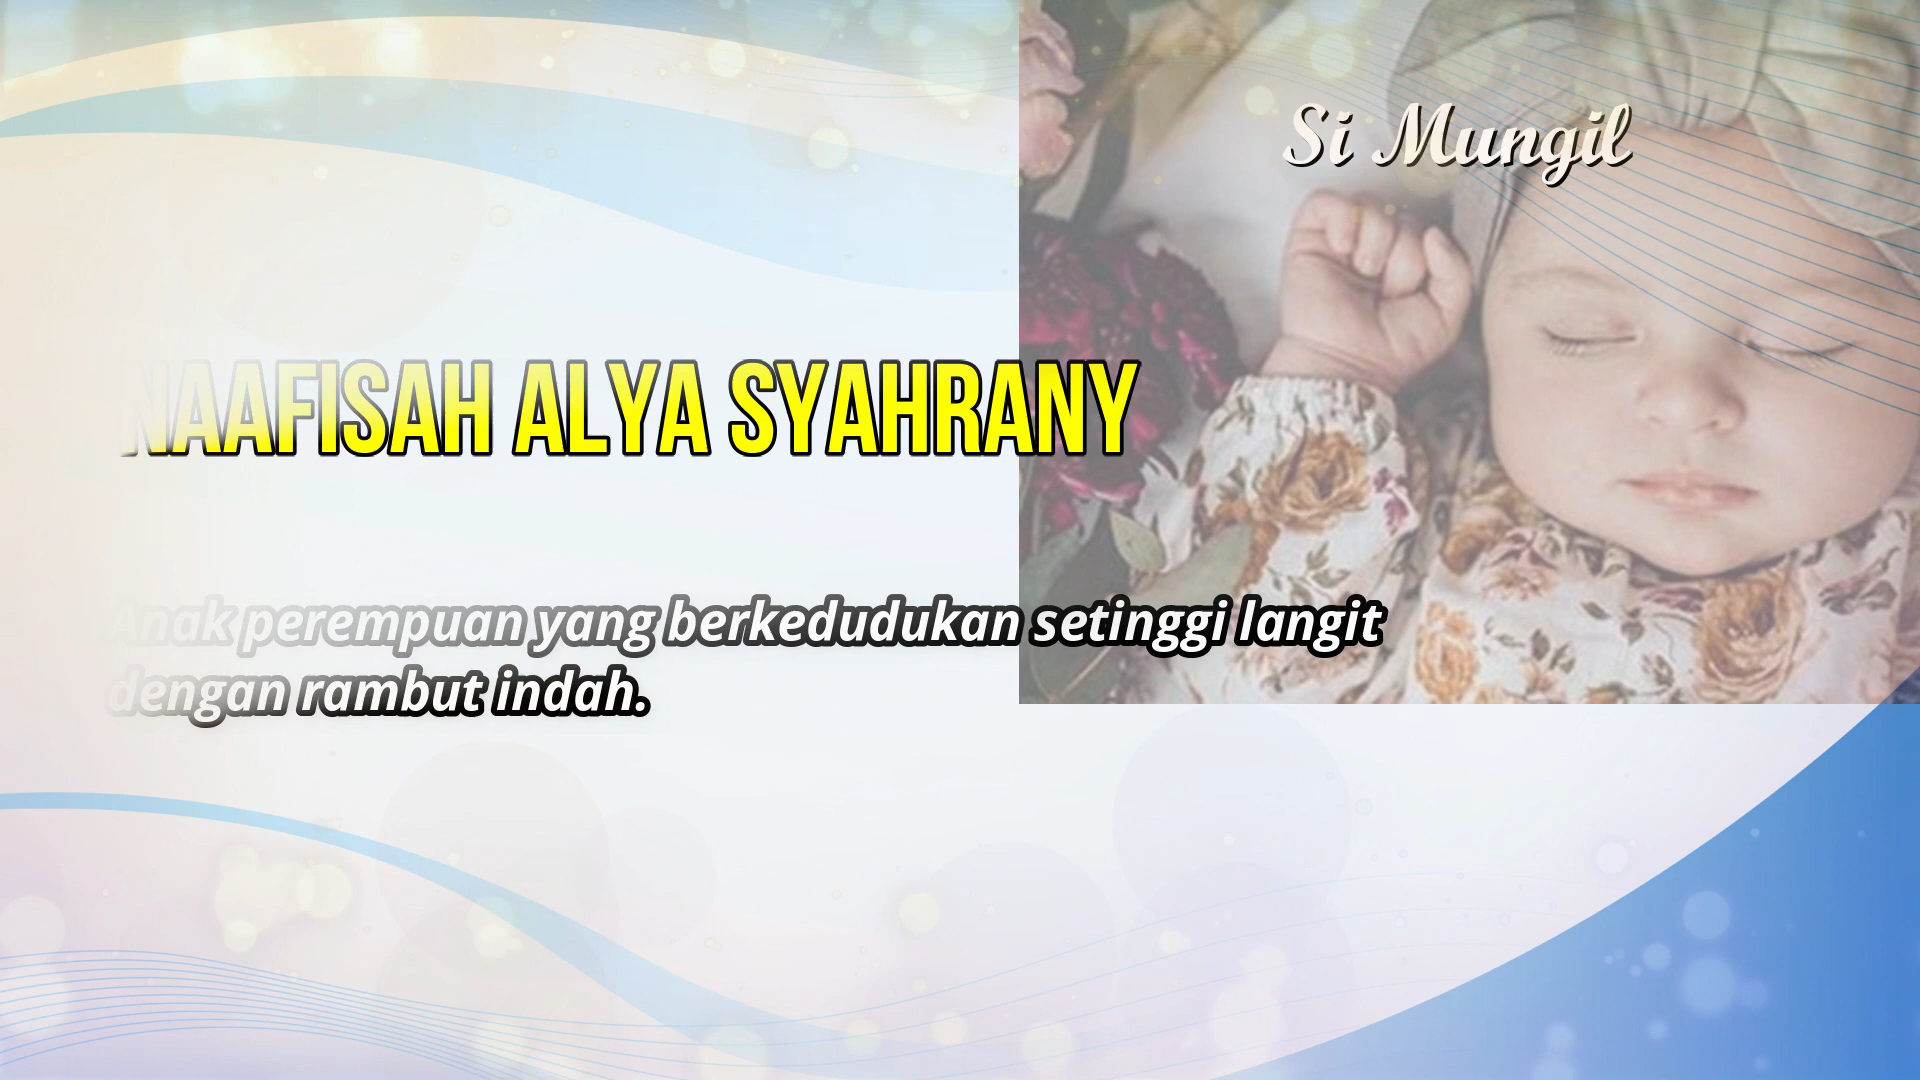 Si Mungil
NAAFISAH ALYA SYAHRANY
Anak perempuan yang berkedudukan setinggi langit
dengan rambut indah.